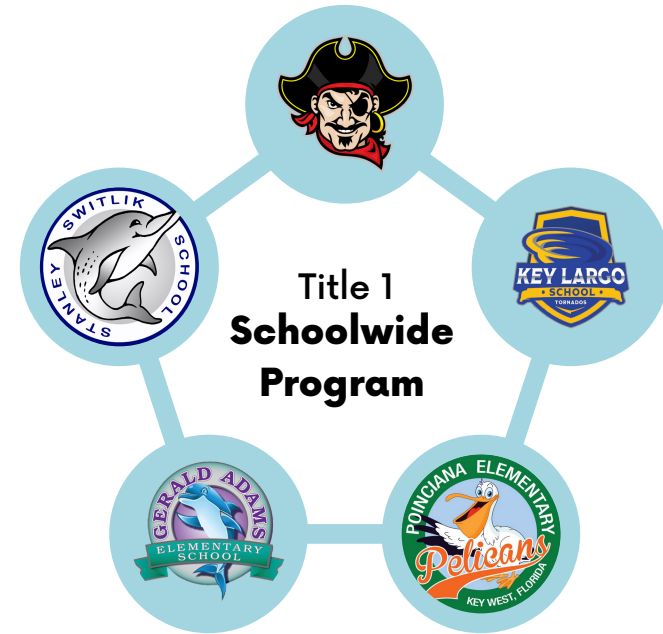 STANLEY SWITLIK SCHOOL
KEY LARGO
• SCHOOL •
TORNADOS
Title 1
Schoolwide
Program
GERALD ADAMS
ELEMENTARY
SCHOOL
POINCIANA ELEMENTARY
Pelicans
KEY WEST, FLORIDA